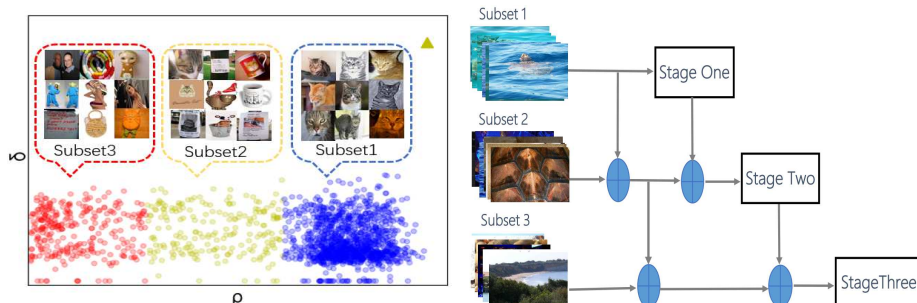 Subset3
Subset2
Subset1
δ
ρ
Subset 1
Stage One
Subset 2
Stage Two
Subset 3
StageThree